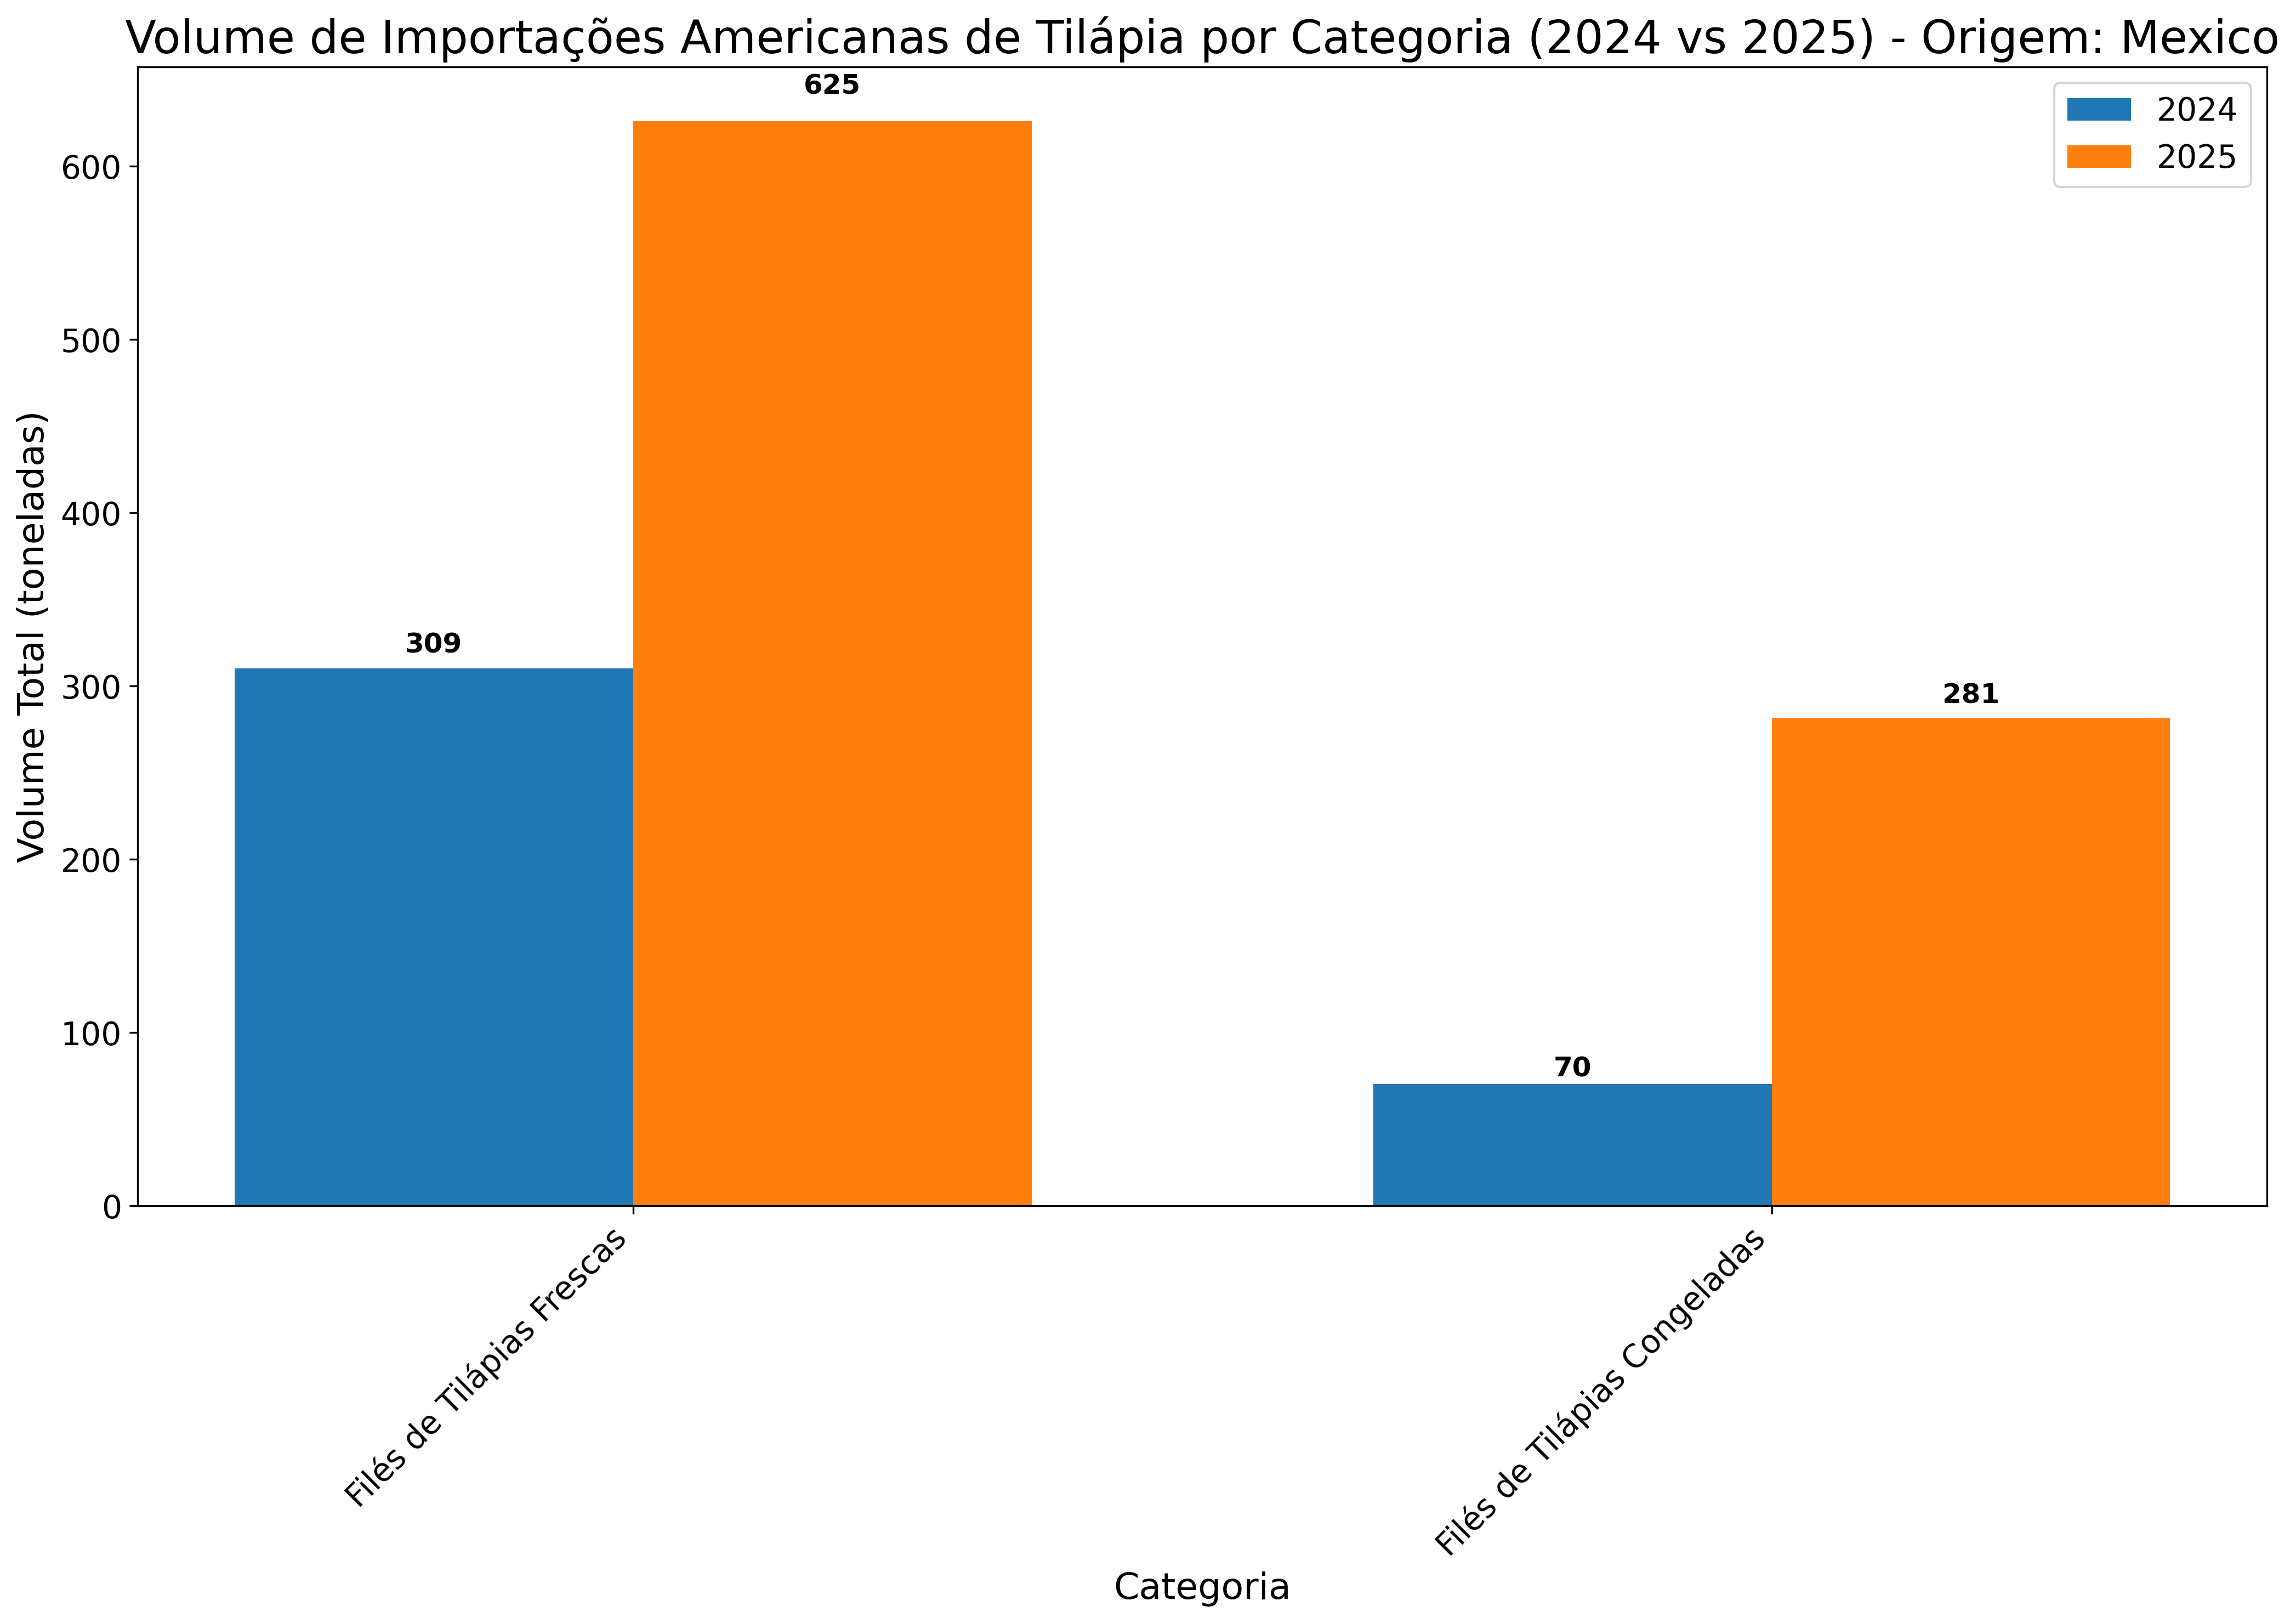 Volume de Importações Americanas de Tilápia por Categoria (2024 vs 2025) - Origem: Mexico
2024
2025
Volume Total (toneladas)
600
500
400
300
200
100
0
309
625
70
281
Filés de Tilápias Frescas
Filés de Tilápias Congeladas
Categoria